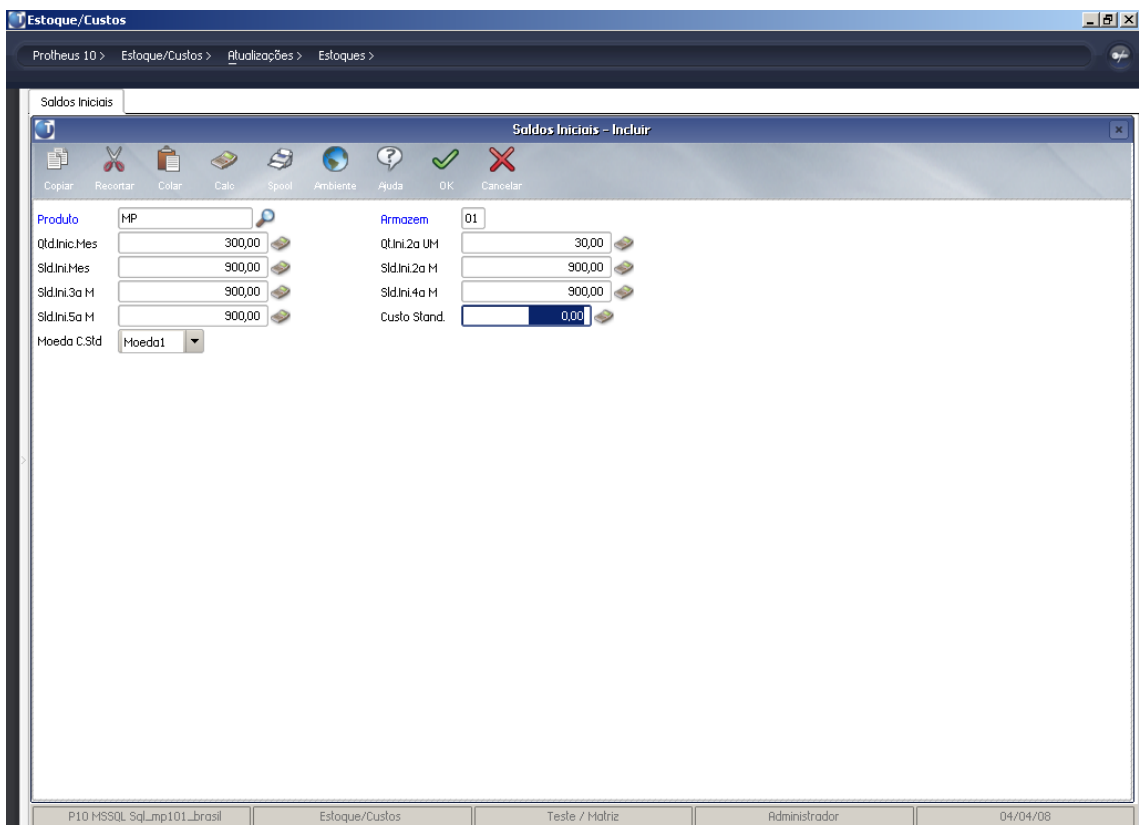 Estoque/Custos
Protheus 10 > Estoque/Custos > Atualizações > Estoques >
Saldos Iniciais
Saldos Iniciais - Incluir
Copiar Recortar Colar Calc Spool Ambiente Ajuda OK Cancelar
Produto MP Armazem 01
Qtd.Inic.Mes 300,00 Qt.Ini.2a UM 30,00
Sld.Ini.Mes 900,00 Sld.Ini.2a M 900,00
Sld.Ini.3a M 900,00 Sld.Ini.4a M 900,00
Sld.Ini.5a M 900,00 Custo Stand. 0,00
Moeda C.Std Moeda1
P10 MSSQL Sql_mp101_brasil Estoque/Custos Teste / Matriz Administrador 04/04/08